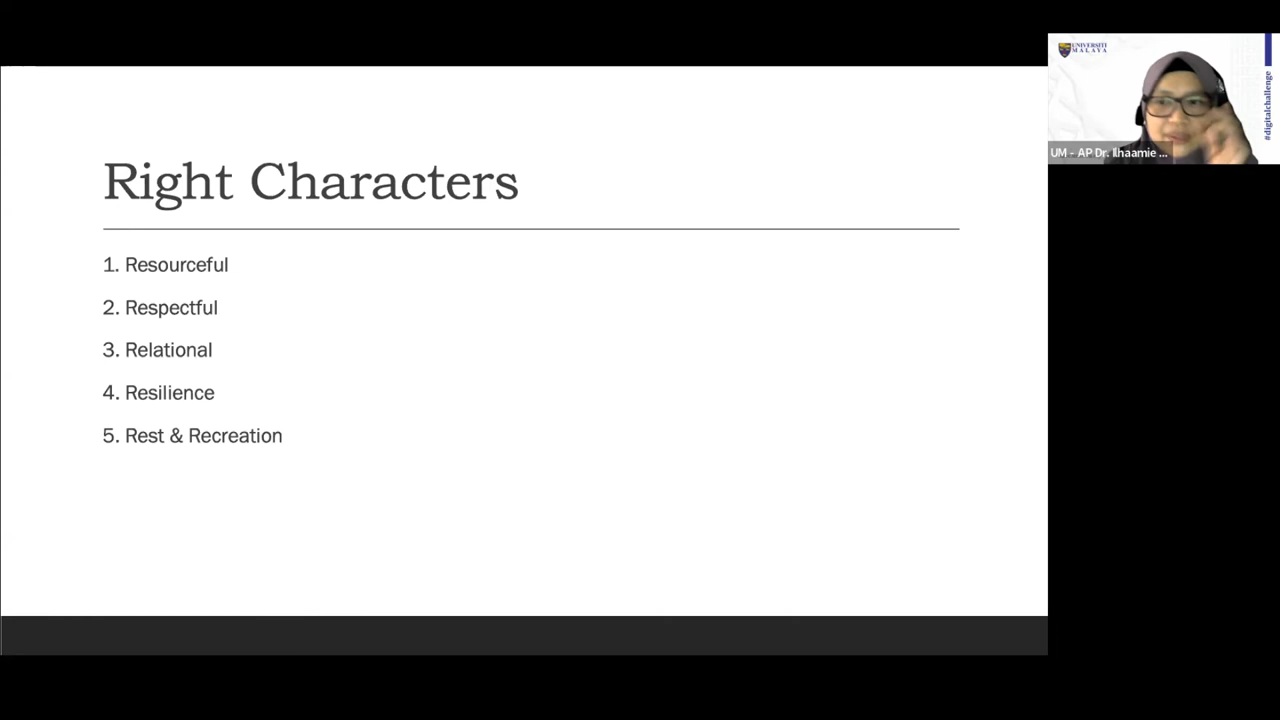 Right Characters
1. Resourceful
2. Respectful
3. Relational
4. Resilience
5. Rest & Recreation
UNIVERSITI
MALAYA
#digitalchallenge
UM - AP Dr. Ilhaamie ...